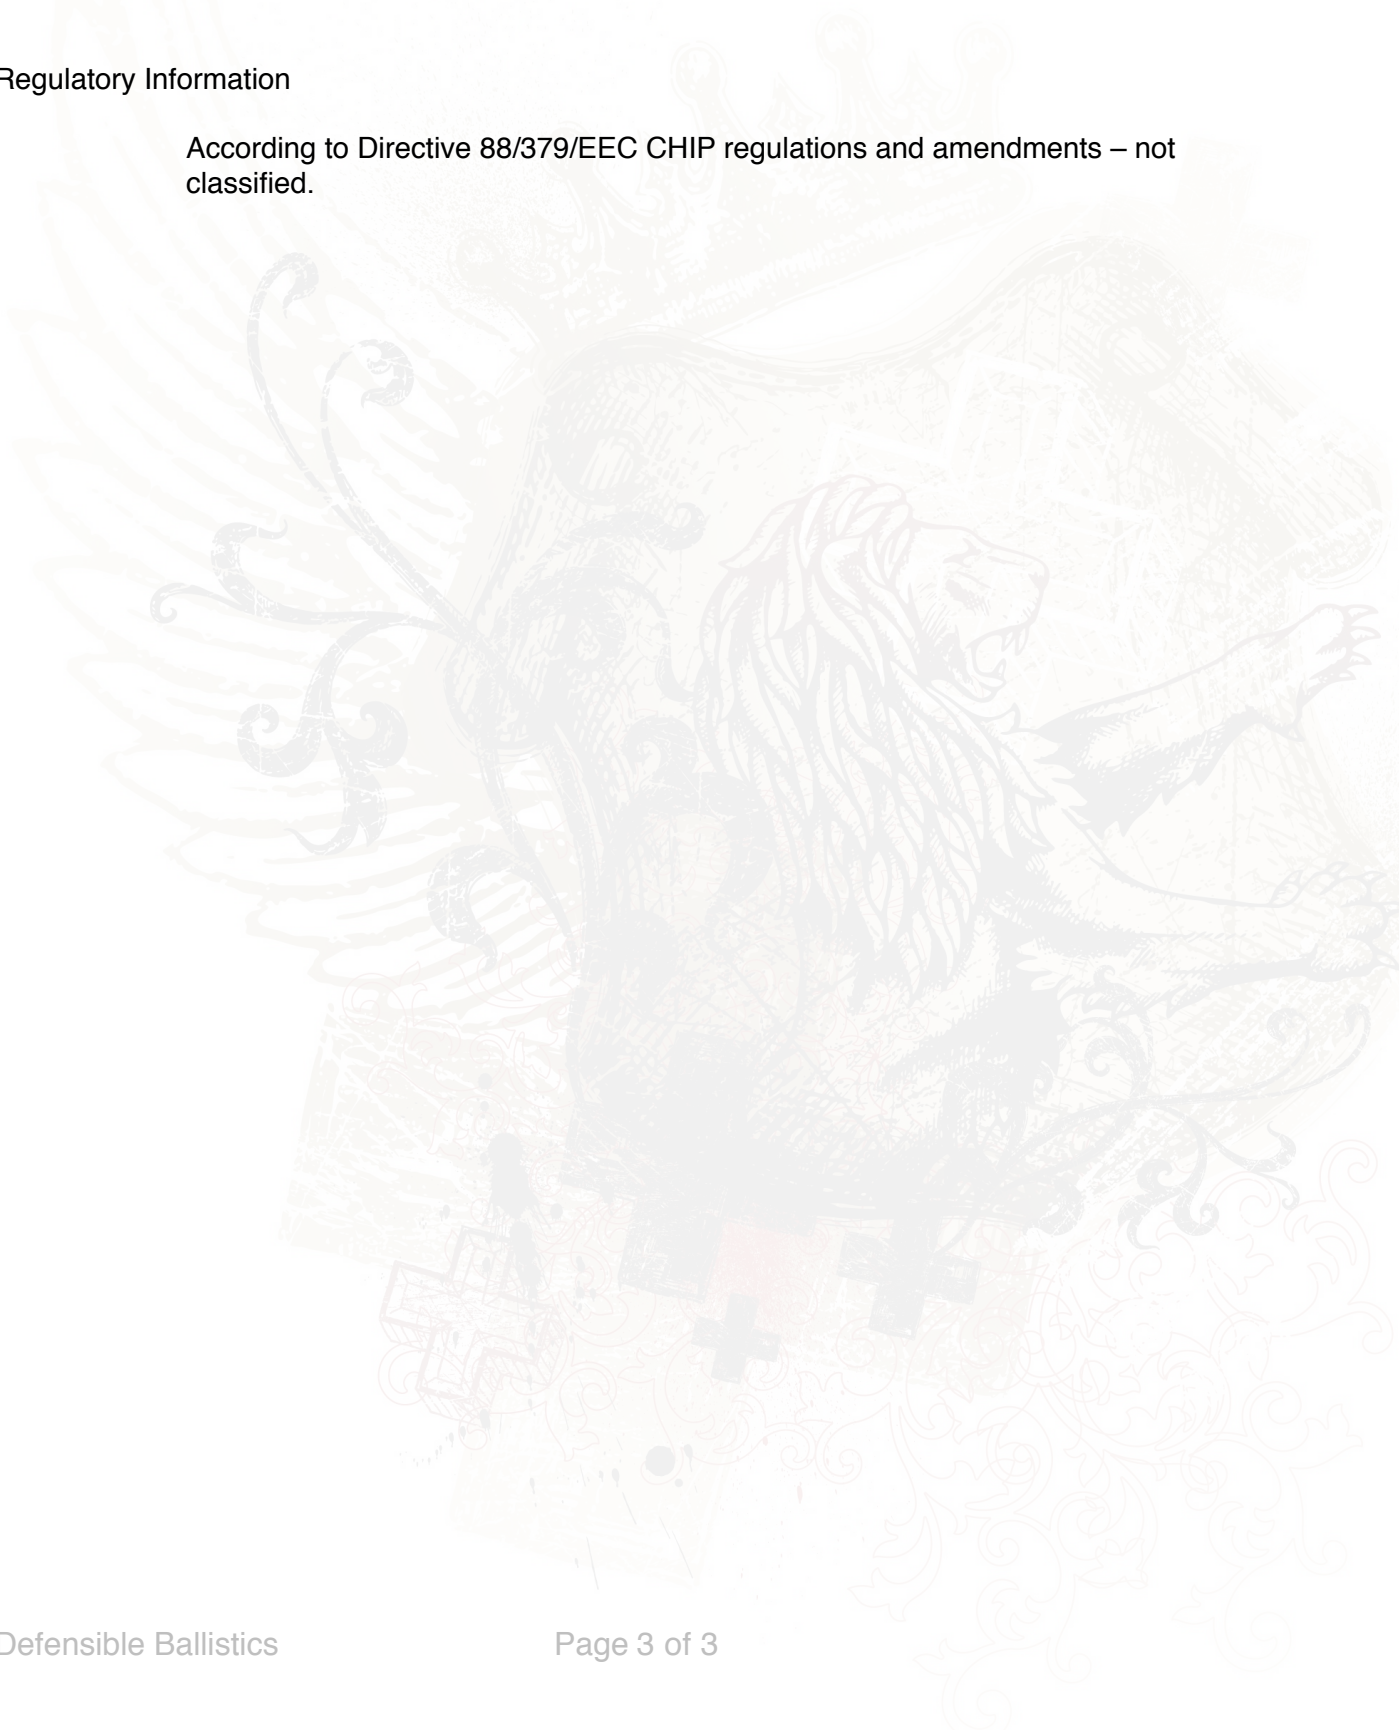 Regulatory Information
According to Directive 88/379/EEC CHIP regulations and amendments – not
classified.
Defensible Ballistics Page 3 of 3